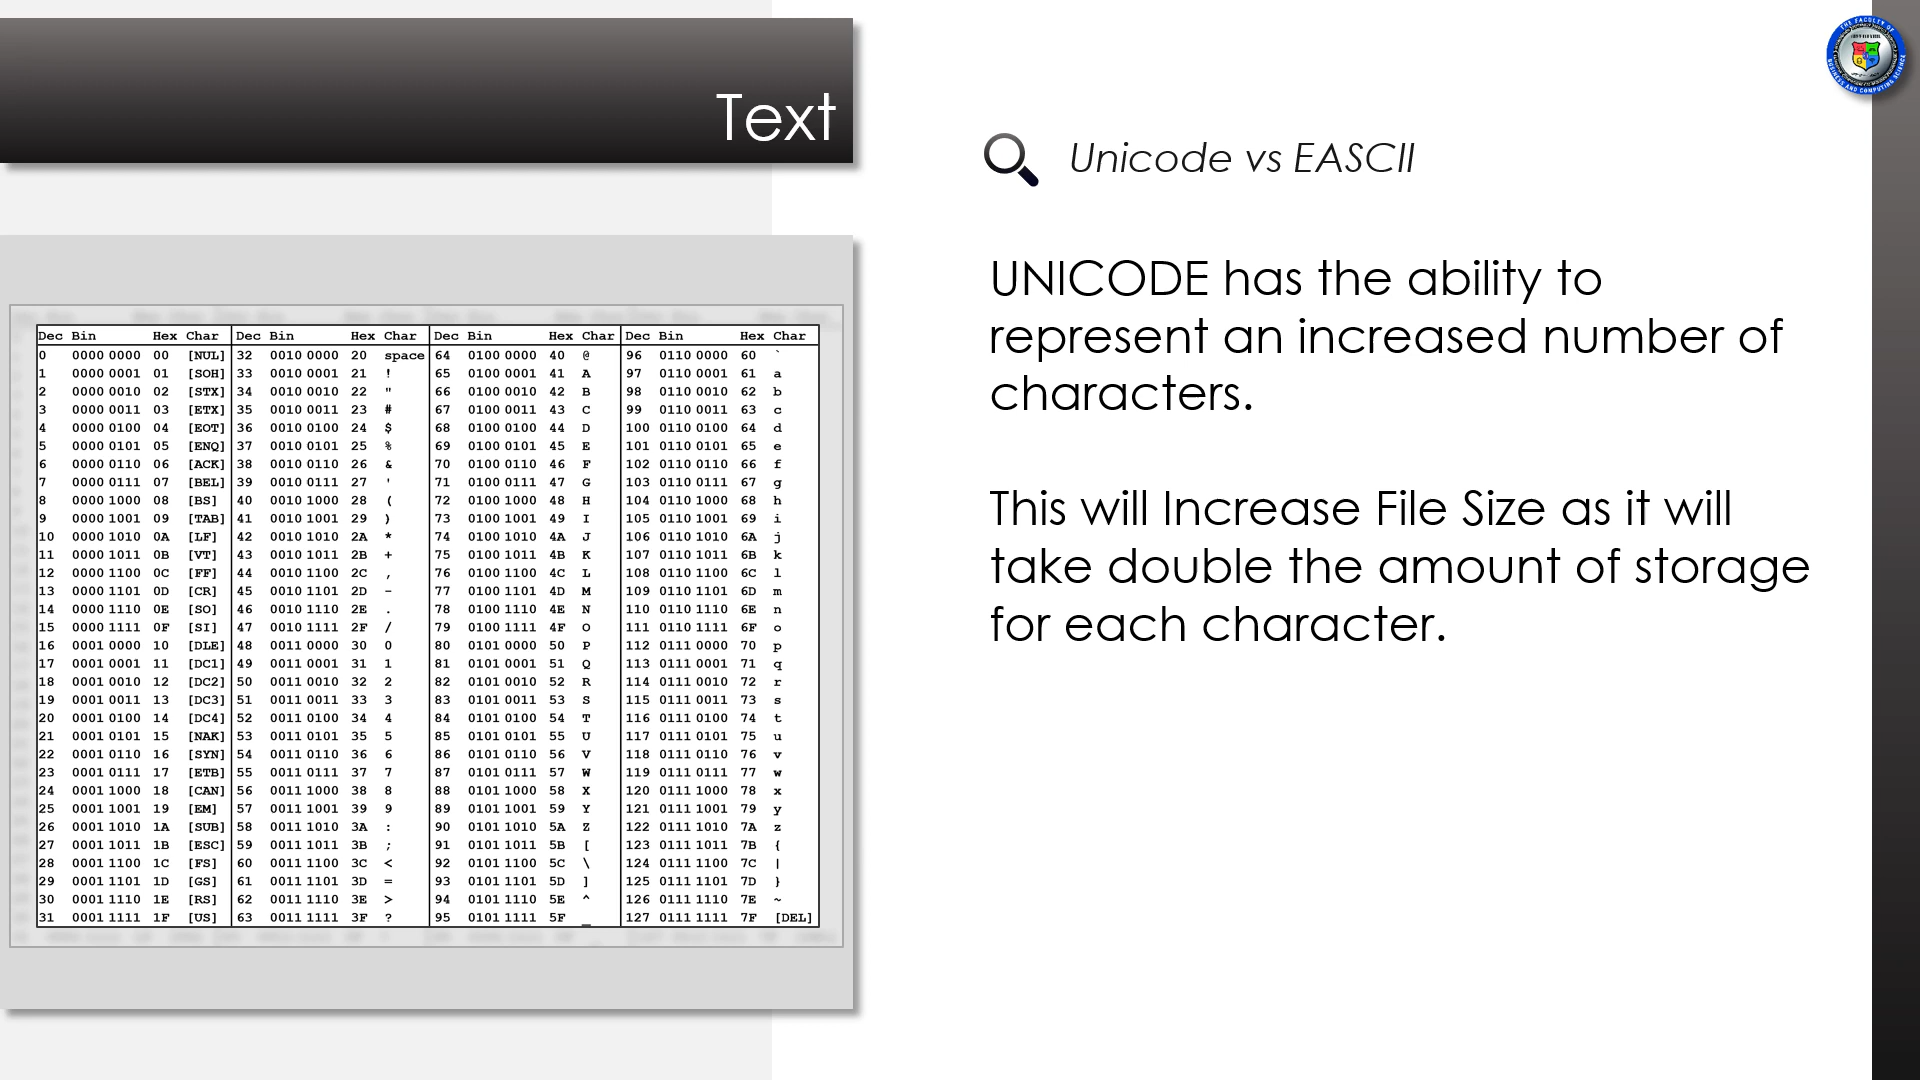 Text
Unicode vs EASCII
UNICODE has the ability to
represent an increased number of
characters.
This will Increase File Size as it will
take double the amount of storage
for each character.
Dec Bin Hex Char Dec Bin Hex Char Dec Bin Hex Char Dec Bin Hex Char
0 0000 0000 00 [NUL] 32 0010 0000 20 space 64 0100 0000 40 @ 96 0110 0000 60 `
1 0000 0001 01 [SOH] 33 0010 0001 21 ! 65 0100 0001 41 A 97 0110 0001 61 a
2 0000 0010 02 [STX] 34 0010 0010 22 " 66 0100 0010 42 B 98 0110 0010 62 b
3 0000 0011 03 [ETX] 35 0010 0011 23 # 67 0100 0011 43 C 99 0110 0011 63 c
4 0000 0100 04 [EOT] 36 0010 0100 24 $ 68 0100 0100 44 D 100 0110 0100 64 d
5 0000 0101 05 [ENQ] 37 0010 0101 25 % 69 0100 0101 45 E 101 0110 0101 65 e
6 0000 0110 06 [ACK] 38 0010 0110 26 & 70 0100 0110 46 F 102 0110 0110 66 f
7 0000 0111 07 [BEL] 39 0010 0111 27 ' 71 0100 0111 47 G 103 0110 0111 67 g
8 0000 1000 08 [BS] 40 0010 1000 28 ( 72 0100 1000 48 H 104 0110 1000 68 h
9 0000 1001 09 [TAB] 41 0010 1001 29 ) 73 0100 1001 49 I 105 0110 1001 69 i
10 0000 1010 0A [LF] 42 0010 1010 2A * 74 0100 1010 4A J 106 0110 1010 6A j
11 0000 1011 0B [VT] 43 0010 1011 2B + 75 0100 1011 4B K 107 0110 1011 6B k
12 0000 1100 0C [FF] 44 0010 1100 2C , 76 0100 1100 4C L 108 0110 1100 6C l
13 0000 1101 0D [CR] 45 0010 1101 2D - 77 0100 1101 4D M 109 0110 1101 6D m
14 0000 1110 0E [SO] 46 0010 1110 2E . 78 0100 1110 4E N 110 0110 1110 6E n
15 0000 1111 0F [SI] 47 0010 1111 2F / 79 0100 1111 4F O 111 0110 1111 6F o
16 0001 0000 10 [DLE] 48 0011 0000 30 0 80 0101 0000 50 P 112 0111 0000 70 p
17 0001 0001 11 [DC1] 49 0011 0001 31 1 81 0101 0001 51 Q 113 0111 0001 71 q
18 0001 0010 12 [DC2] 50 0011 0010 32 2 82 0101 0010 52 R 114 0111 0010 72 r
19 0001 0011 13 [DC3] 51 0011 0011 33 3 83 0101 0011 53 S 115 0111 0011 73 s
20 0001 0100 14 [DC4] 52 0011 0100 34 4 84 0101 0100 54 T 116 0111 0100 74 t
21 0001 0101 15 [NAK] 53 0011 0101 35 5 85 0101 0101 55 U 117 0111 0101 75 u
22 0001 0110 16 [SYN] 54 0011 0110 36 6 86 0101 0110 56 V 118 0111 0110 76 v
23 0001 0111 17 [ETB] 55 0011 0111 37 7 87 0101 0111 57 W 119 0111 0111 77 w
24 0001 1000 18 [CAN] 56 0011 1000 38 8 88 0101 1000 58 X 120 0111 1000 78 x
25 0001 1001 19 [EM] 57 0011 1001 39 9 89 0101 1001 59 Y 121 0111 1001 79 y
26 0001 1010 1A [SUB] 58 0011 1010 3A : 90 0101 1010 5A Z 122 0111 1010 7A z
27 0001 1011 1B [ESC] 59 0011 1011 3B ; 91 0101 1011 5B [ 123 0111 1011 7B {
28 0001 1100 1C [FS] 60 0011 1100 3C < 92 0101 1100 5C \ 124 0111 1100 7C |
29 0001 1101 1D [GS] 61 0011 1101 3D = 93 0101 1101 5D ] 125 0111 1101 7D }
30 0001 1110 1E [RS] 62 0011 1110 3E > 94 0101 1110 5E ^ 126 0111 1110 7E ~
31 0001 1111 1F [US] 63 0011 1111 3F ? 95 0101 1111 5F _ 127 0111 1111 7F [DEL]
THE FACULTY OF
BUSINESS AND COMPUTING SCIENCE